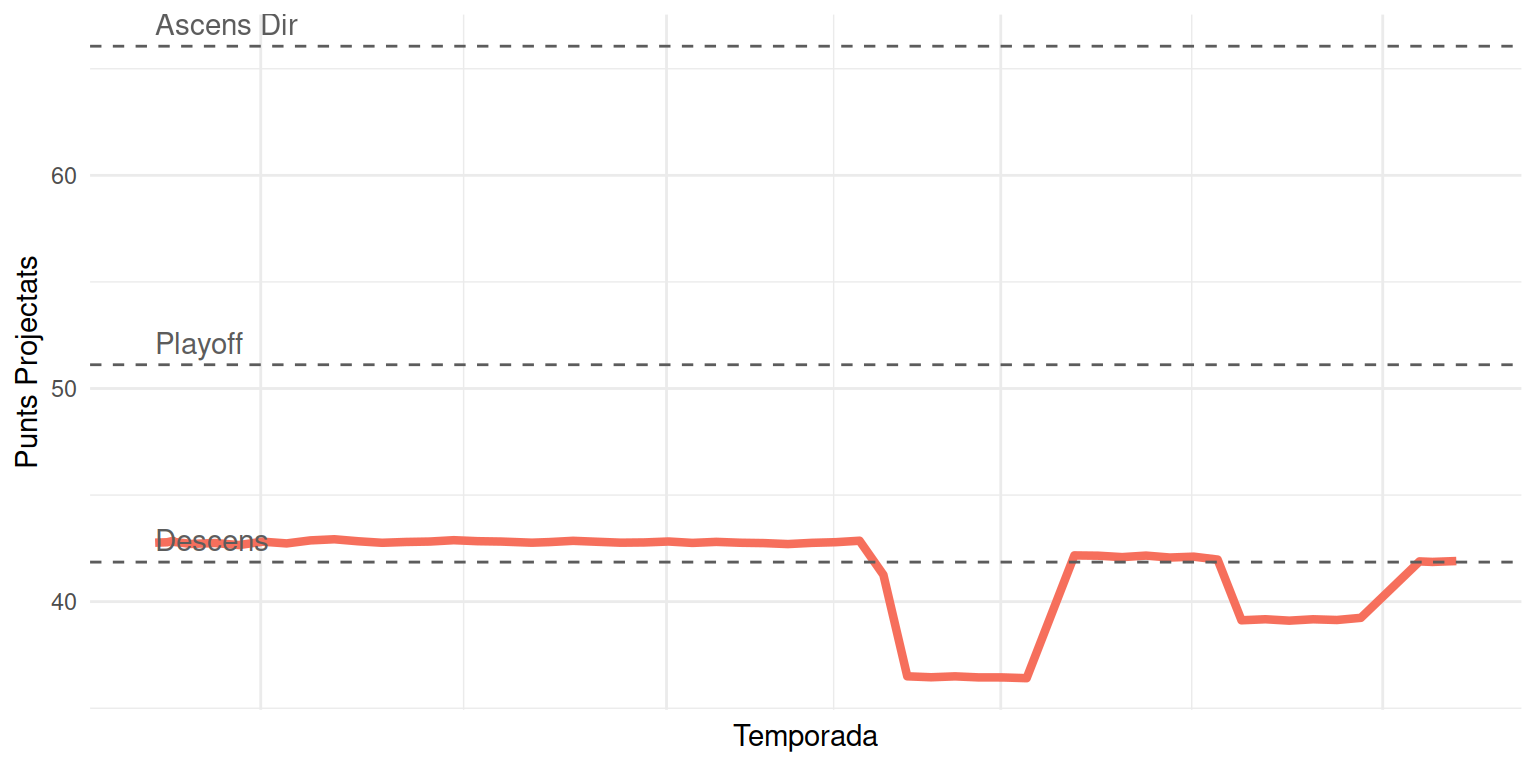 Ascens Dir
60
Playoff
50
Descens
40
Punts Projectats
Temporada